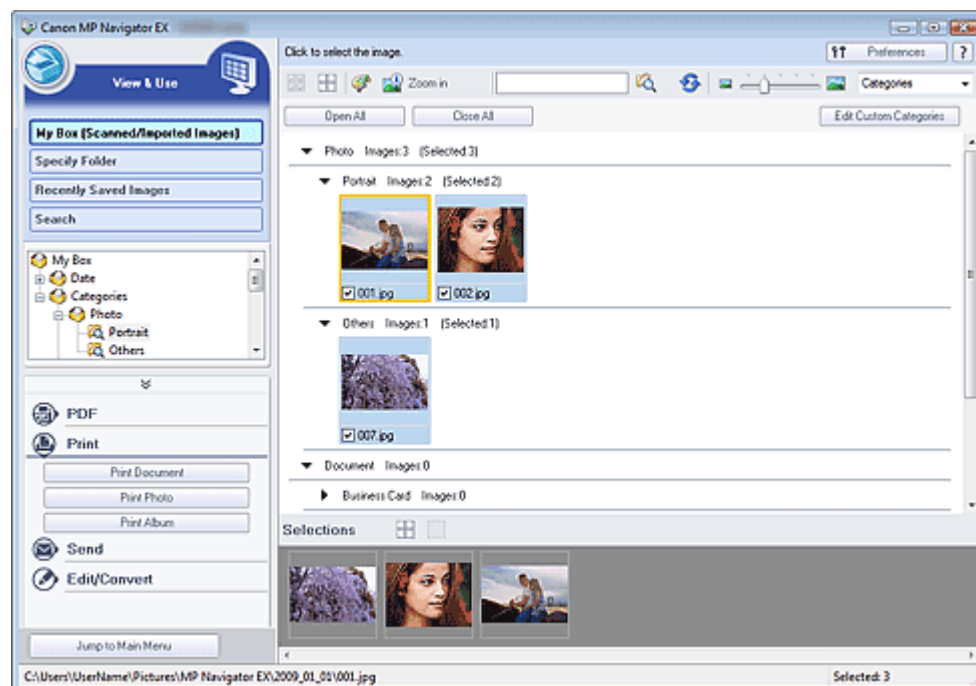 Canon MP Navigator EX
View & Use
My Box (Scanned/Imported Images)
Specify Folder
Recently Saved Images
Search
My Box
Date
Categories
Photo
Portrait
Others
PDF
Print
Print Document
Print Photo
Print Album
Send
Edit/Convert
Jump to Main Menu
Click to select the image.
Preferences
?
Zoom in
Categories
Open All
Close All
Edit Custom Categories
Photo Images:3 (Selected:3)
Portrait Images:2 (Selected:2)
001.jpg
002.jpg
Others Images:1 (Selected:1)
007.jpg
Document Images:0
Business Card Images:0
Selections
C:\Users\UserName\Pictures\MP Navigator EX\2009_01_01\001.jpg
Selected: 3